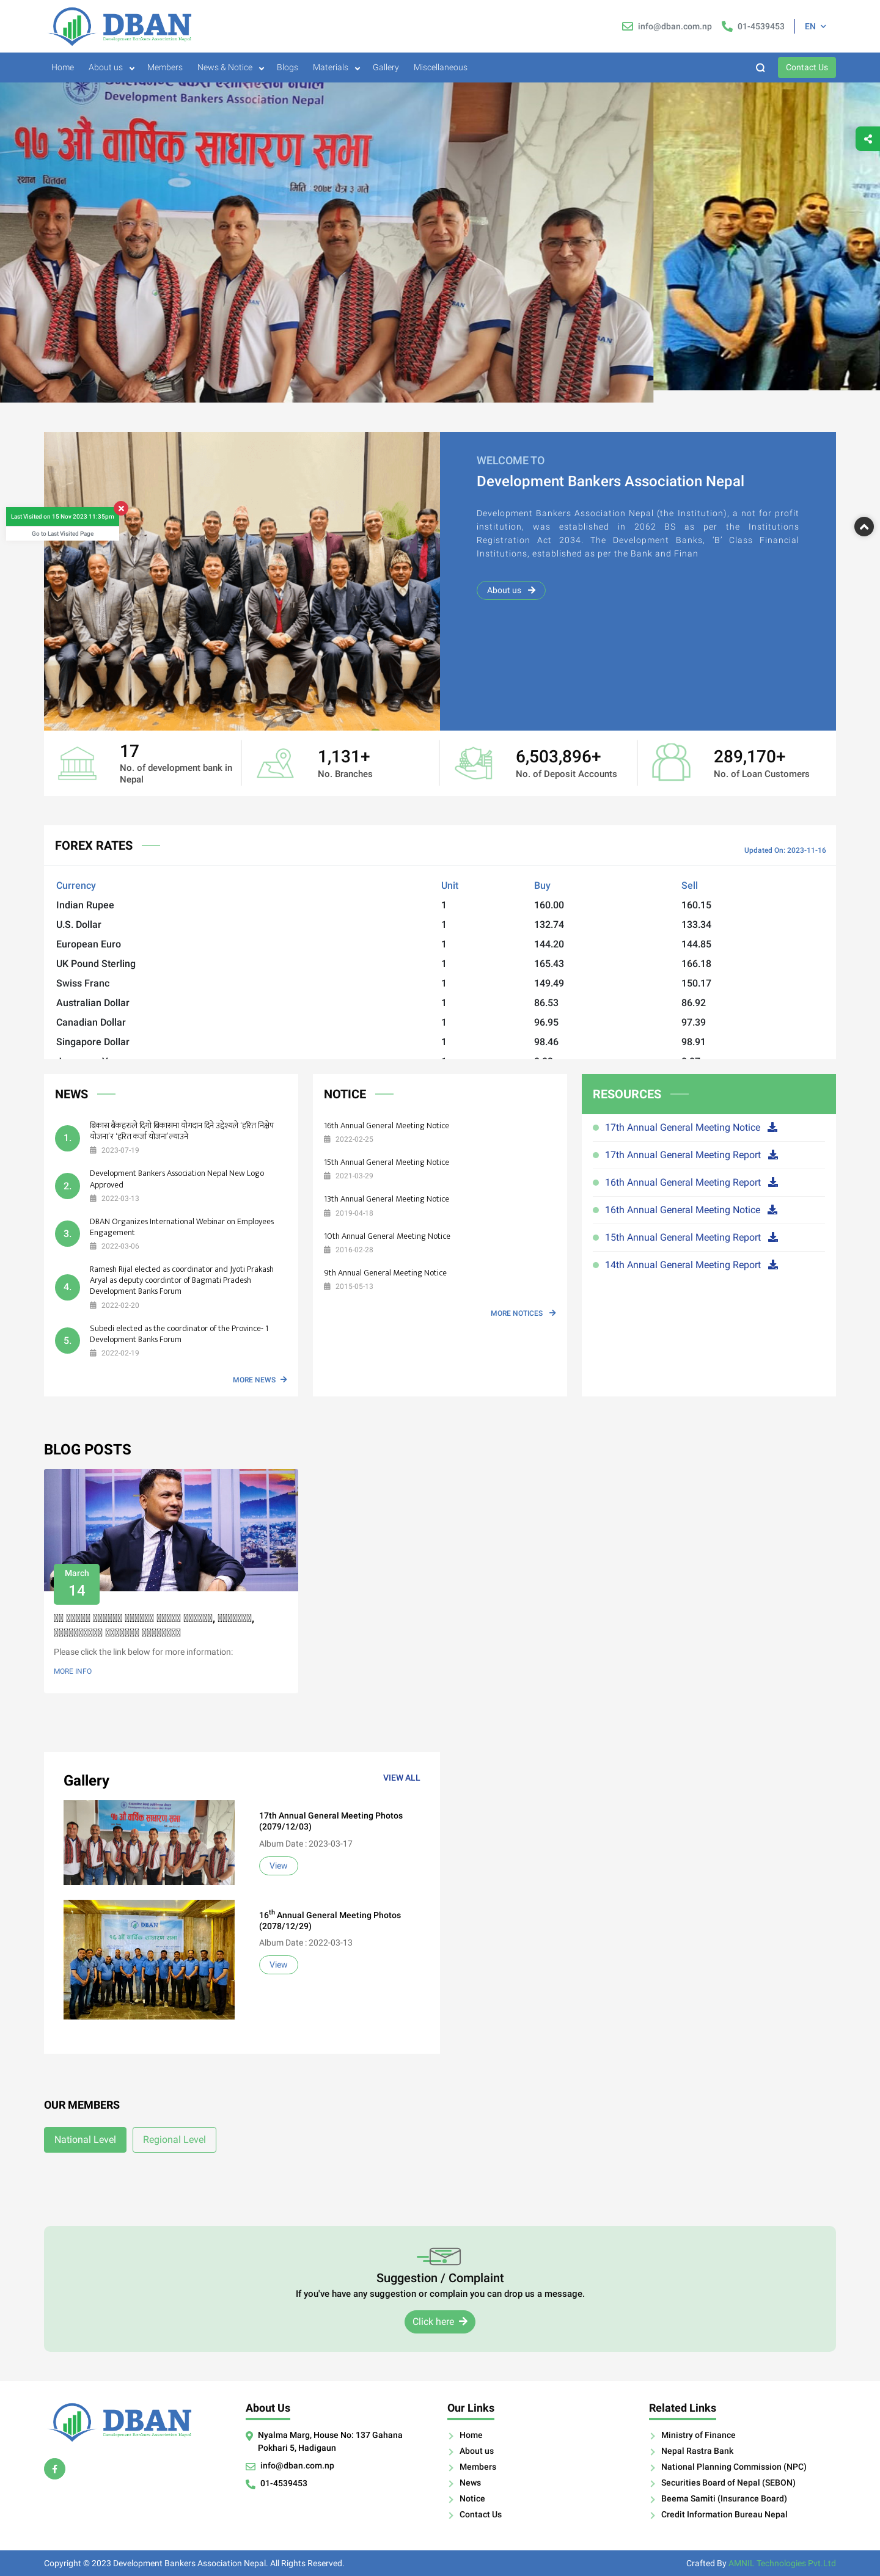 DBAN
Development Bankers Association Nepal
info@dban.com.np
01-4539453
EN
Home
About us
Members
News & Notice
Blogs
Materials
Gallery
Miscellaneous
Contact Us
Development Bankers Association Nepal
१७ औं वार्षिक साधारण सभा
मिति २०७९ चैत्र ३ गते
WELCOME TO
Development Bankers Association Nepal
Development Bankers Association Nepal (the Institution), a not for profit
institution, was established in 2062 BS as per the Institutions
Registration Act 2034. The Development Banks, 'B' Class Financial
Institutions, established as per the Bank and Finan
About us
Last Visited on 15 Nov 2023 11:35pm
Go to Last Visited Page
17
No. of development bank in
Nepal
1,131+
No. Branches
6,503,896+
No. of Deposit Accounts
289,170+
No. of Loan Customers
FOREX RATES
Updated On: 2023-11-16
Currency Unit Buy Sell
Indian Rupee 1 160.00 160.15
U.S. Dollar 1 132.74 133.34
European Euro 1 144.20 144.85
UK Pound Sterling 1 165.43 166.18
Swiss Franc 1 149.49 150.17
Australian Dollar 1 86.53 86.92
Canadian Dollar 1 96.95 97.39
Singapore Dollar 1 98.46 98.91
NEWS
1.
बिकास बैंकहरुले दिगो बिकासमा योगदान दिने उद्देश्यले 'हरित निक्षेप
योजना' र 'हरित कर्जा योजना' ल्याउने
2023-07-19
2.
Development Bankers Association Nepal New Logo
Approved
2022-03-13
3.
DBAN Organizes International Webinar on Employees
Engagement
2022-03-06
4.
Ramesh Rijal elected as coordinator and Jyoti Prakash
Aryal as deputy coordintor of Bagmati Pradesh
Development Banks Forum
2022-02-20
5.
Subedi elected as the coordinator of the Province- 1
Development Banks Forum
2022-02-19
MORE NEWS
NOTICE
16th Annual General Meeting Notice
2022-02-25
15th Annual General Meeting Notice
2021-03-29
13th Annual General Meeting Notice
2019-04-18
10th Annual General Meeting Notice
2016-02-28
9th Annual General Meeting Notice
2015-05-13
MORE NOTICES
RESOURCES
17th Annual General Meeting Notice
17th Annual General Meeting Report
16th Annual General Meeting Report
16th Annual General Meeting Notice
15th Annual General Meeting Report
14th Annual General Meeting Report
BLOG POSTS
March
14
Please click the link below for more information:
MORE INFO
Gallery
VIEW ALL
१७ औं वार्षिक साधारण सभा
17th Annual General Meeting Photos
(2079/12/03)
Album Date : 2023-03-17
View
DBAN
१६ औं वार्षिक साधारण सभा
16th Annual General Meeting Photos
(2078/12/29)
Album Date : 2022-03-13
View
OUR MEMBERS
National Level
Regional Level
Suggestion / Complaint
If you've have any suggestion or complain you can drop us a message.
Click here
DBAN
Development Bankers Association Nepal
About Us
Nyalma Marg, House No: 137 Gahana
Pokhari 5, Hadigaun
info@dban.com.np
01-4539453
Our Links
Home
About us
Members
News
Notice
Contact Us
Related Links
Ministry of Finance
Nepal Rastra Bank
National Planning Commission (NPC)
Securities Board of Nepal (SEBON)
Beema Samiti (Insurance Board)
Credit Information Bureau Nepal
Copyright © 2023 Development Bankers Association Nepal. All Rights Reserved.
Crafted By AMNIL Technologies Pvt.Ltd